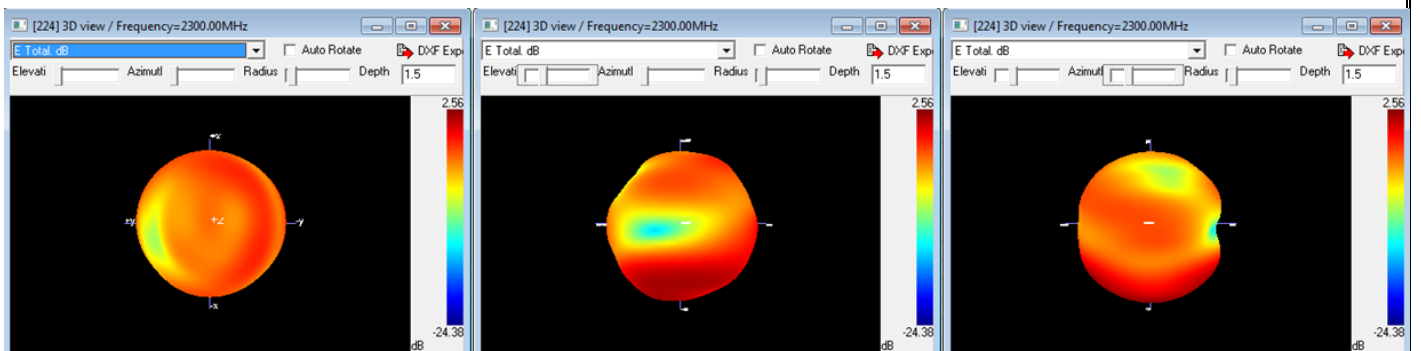 [224] 3D view / Frequency=2300.00MHz
E Total. dB
Auto Rotate
DXF Exp
Elevati
Azimutl
Radius
Depth
1.5
2.56
+x
+z
-y
-x
-24.38
dB
[224] 3D view / Frequency=2300.00MHz
E Total. dB
Auto Rotate
DXF Exp
Elevati
Azimutl
Radius
Depth
1.5
2.56
-24.38
dB
[224] 3D view / Frequency=2300.00MHz
E Total. dB
Auto Rotate
DXF Exp
Elevati
Azimutl
Radius
Depth
1.5
2.56
-24.38
dB